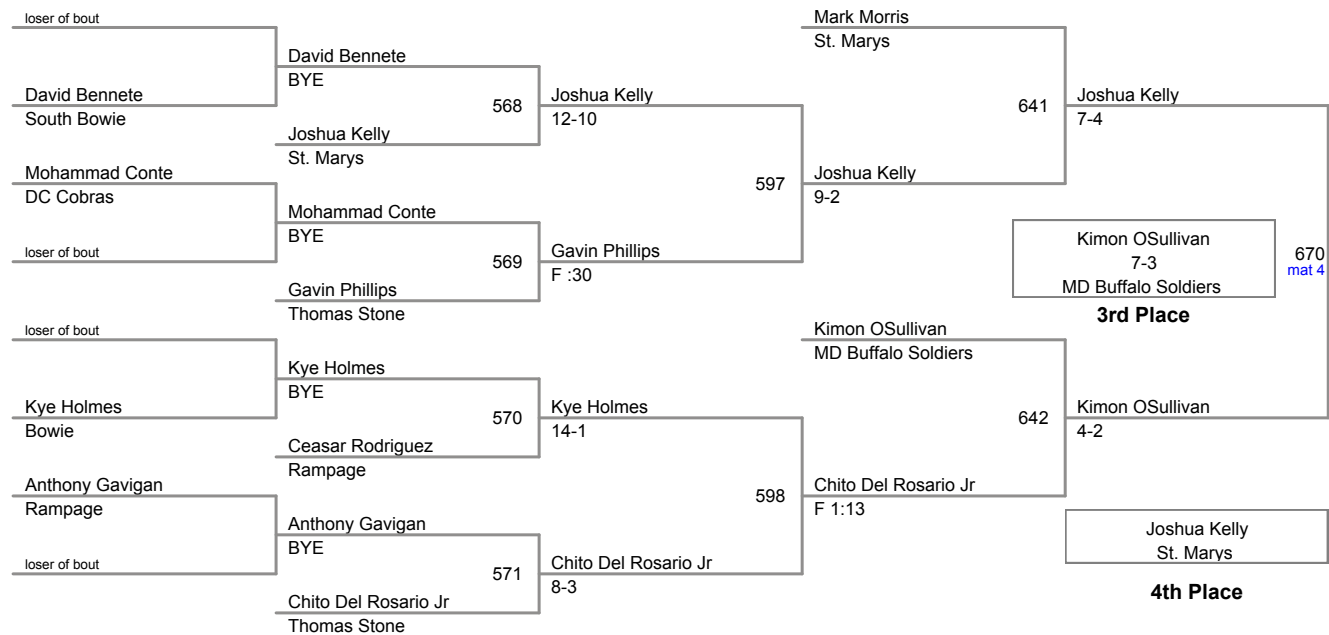 loser of bout
David Bennete
South Bowie
Mohammad Conte
DC Cobras
loser of bout
loser of bout
Kye Holmes
Bowie
Anthony Gavigan
Rampage
loser of bout
David Bennete
BYE
568
Joshua Kelly
St. Marys
Mohammad Conte
BYE
569
Gavin Phillips
Thomas Stone
Kye Holmes
BYE
570
Ceasar Rodriguez
Rampage
Anthony Gavigan
BYE
571
Chito Del Rosario Jr
Thomas Stone
Joshua Kelly
12-10
597
Gavin Phillips
F :30
Kye Holmes
14-1
598
Chito Del Rosario Jr
8-3
Mark Morris
St. Marys
641
Joshua Kelly
9-2
Kimon OSullivan
MD Buffalo Soldiers
642
Chito Del Rosario Jr
F 1:13
Joshua Kelly
7-4
670
mat 4
Kimon OSullivan
4-2
Kimon OSullivan
7-3
MD Buffalo Soldiers
3rd Place
Joshua Kelly
St. Marys
4th Place